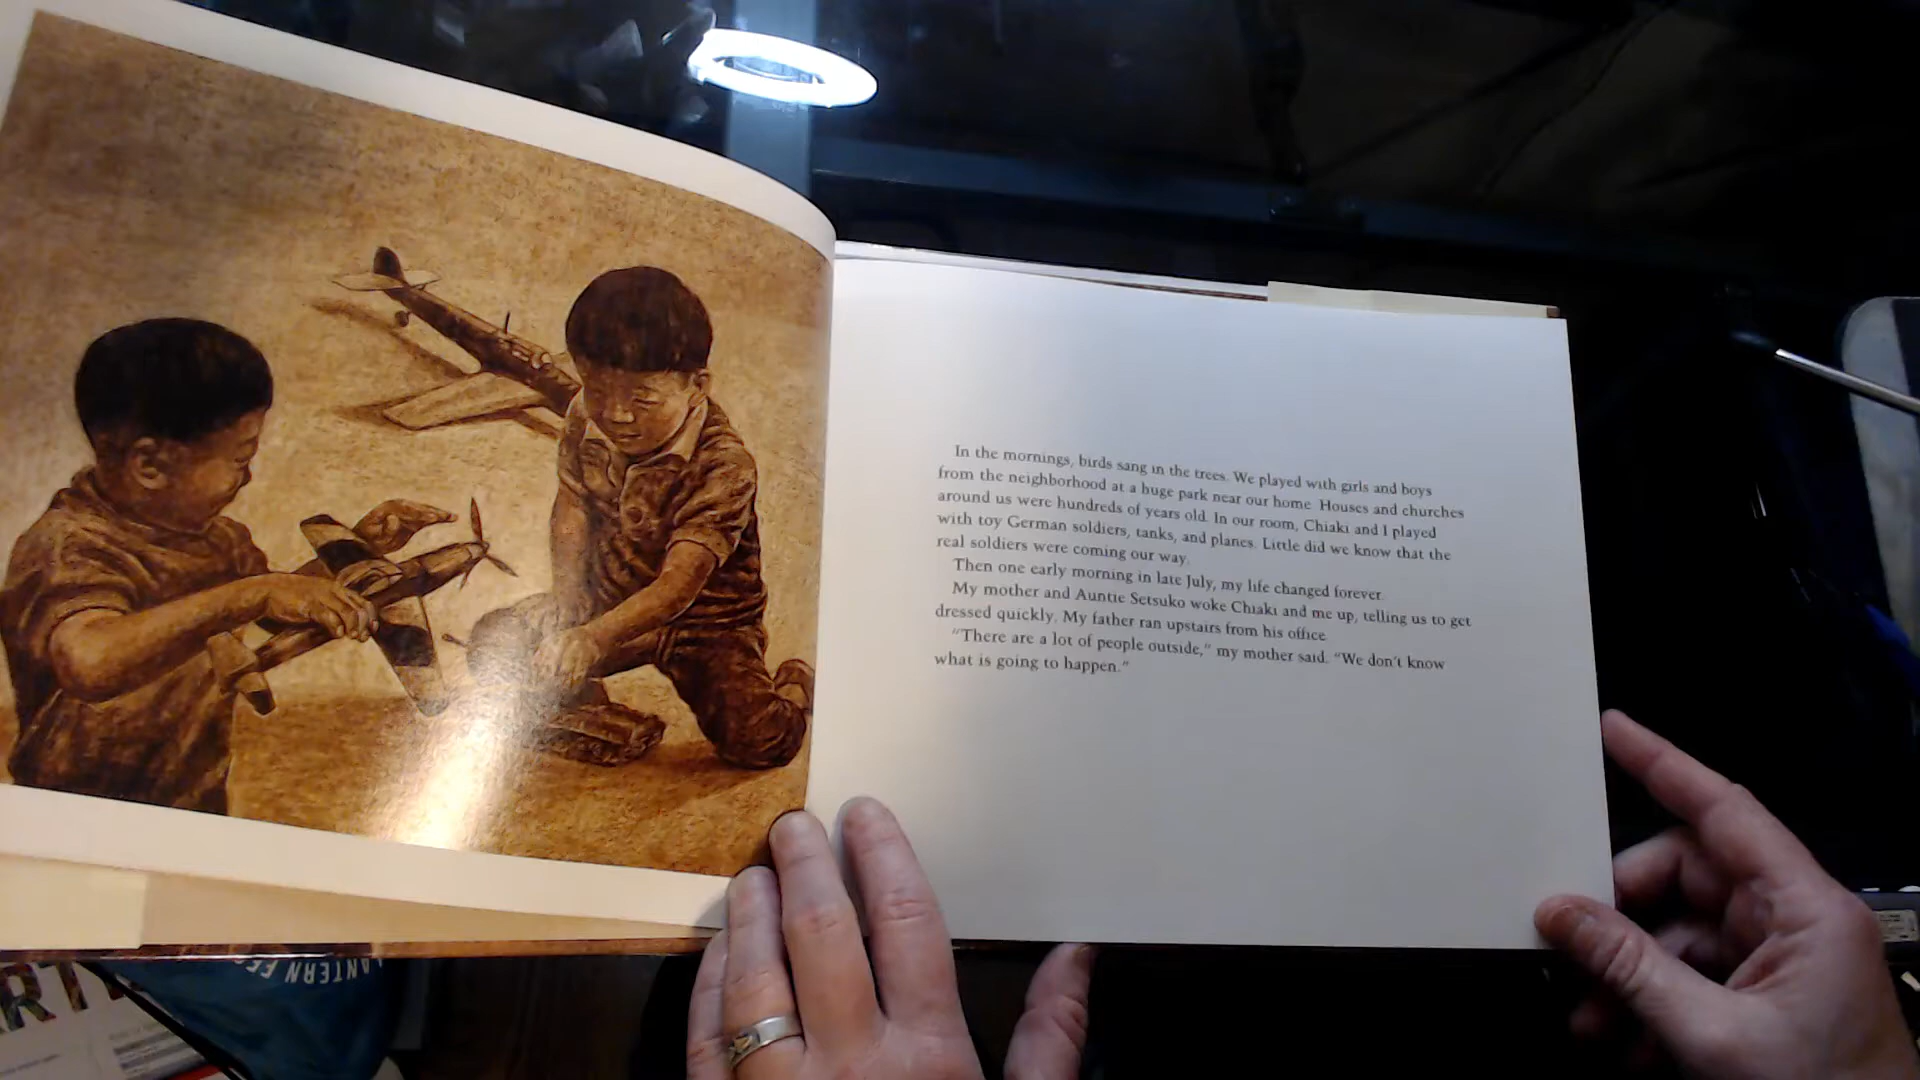 In the mornings, birds sang in the trees. We played with girls and boys
from the neighborhood at a huge park near our home. Houses and churches
around us were hundreds of years old. In our room, Chiaki and I played
with toy German soldiers, tanks, and planes. Little did we know that the
real soldiers were coming our way.
Then one early morning in late July, my life changed forever.
My mother and Auntie Setsuko woke Chiaki and me up, telling us to get
dressed quickly. My father ran upstairs from his office.
"There are a lot of people outside," my mother said. "We don't know
what is going to happen."
LANTERN